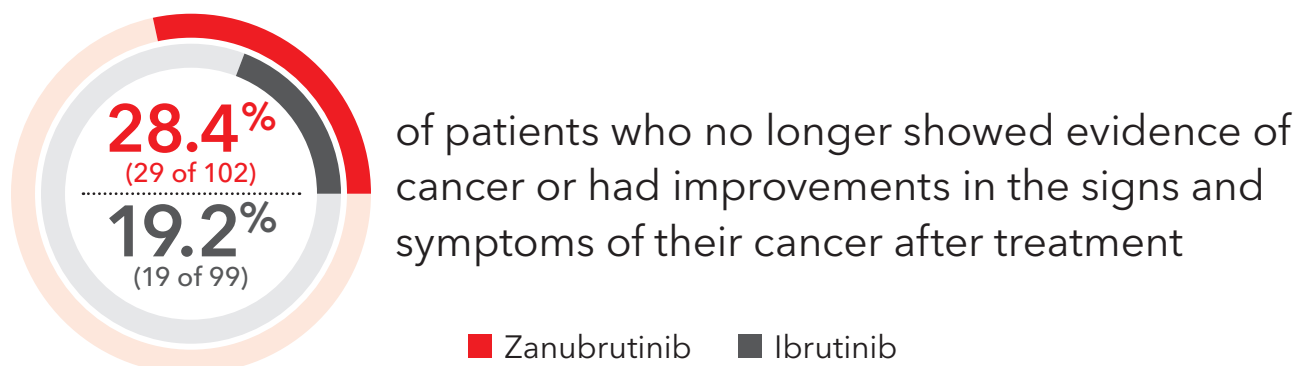 28.4%
(29 of 102)
19.2%
(19 of 99)
of patients who no longer showed evidence of
cancer or had improvements in the signs and
symptoms of their cancer after treatment
Zanubrutinib Ibrutinib